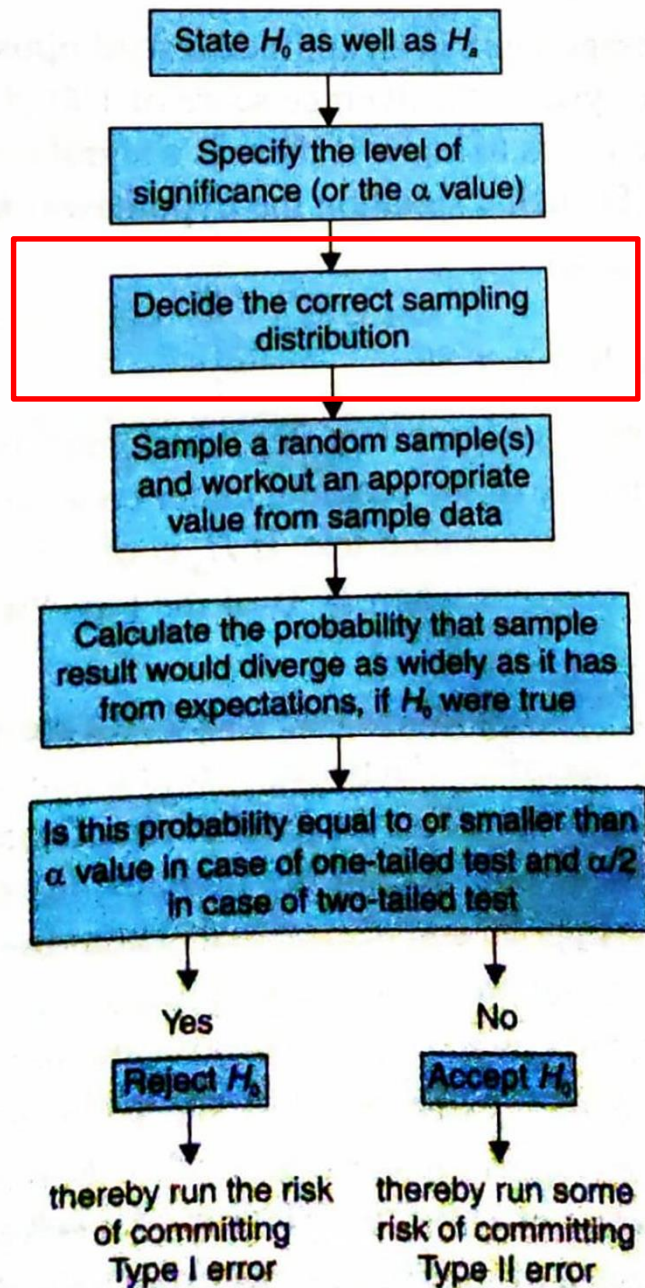 State H₀ as well as Hₐ
Specify the level of
significance (or the α value)
Decide the correct sampling
distribution
Sample a random sample(s)
and workout an appropriate
value from sample data
Calculate the probability that sample
result would diverge as widely as it has
from expectations, if H₀ were true
Is this probability equal to or smaller than
α value in case of one-tailed test and α/2
in case of two-tailed test
Yes
No
Reject H₀
Accept H₀
thereby run the risk
of committing
Type I error
thereby run some
risk of committing
Type II error